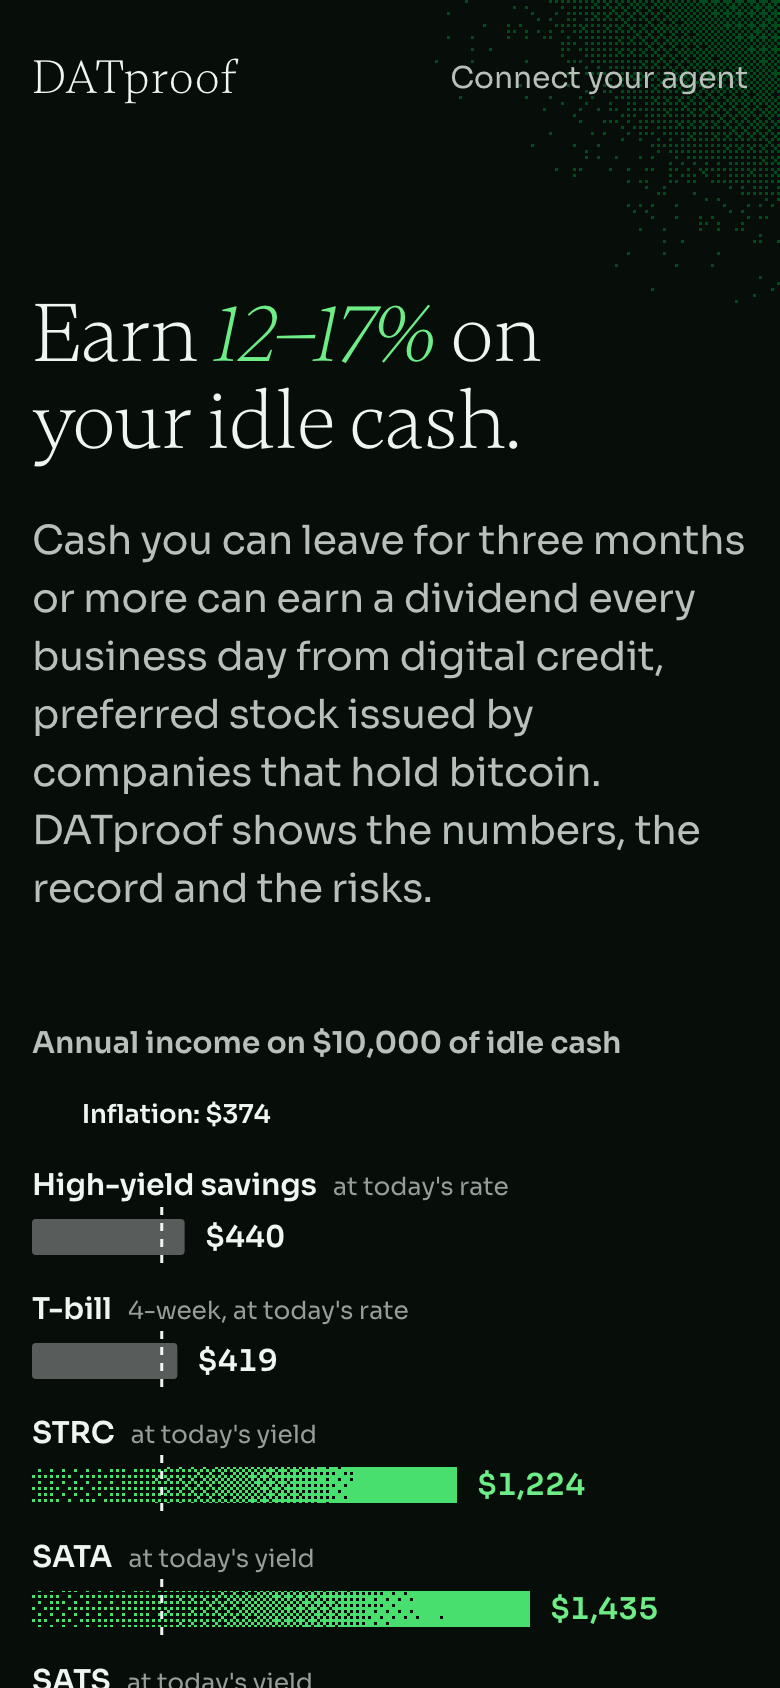 DATproof
Connect your agent
Earn 12–17% on
your idle cash.
Cash you can leave for three months
or more can earn a dividend every
business day from digital credit,
preferred stock issued by
companies that hold bitcoin.
DATproof shows the numbers, the
record and the risks.
Annual income on $10,000 of idle cash
Inflation: $374
High-yield savings at today's rate
$440
T-bill 4-week, at today's rate
$419
STRC at today's yield
$1,224
SATA at today's yield
$1,435
SATS at today's yield